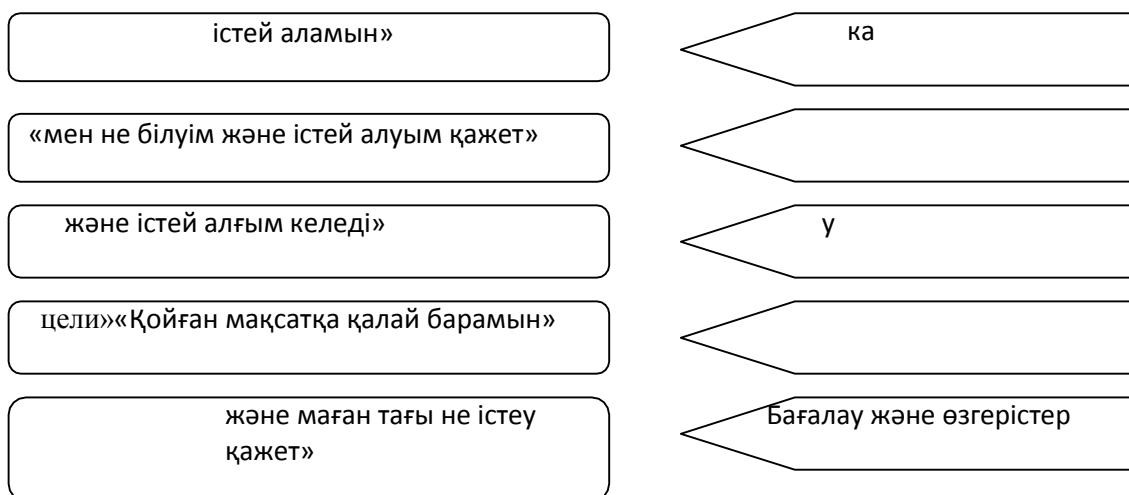 істей аламын»
ка
«мен не білуім және істей алуым қажет»
және істей алғым келеді»
у
цели»«Қойған мақсатқа қалай барамын»
және маған тағы не істеу
қажет»
Бағалау және өзгерістер